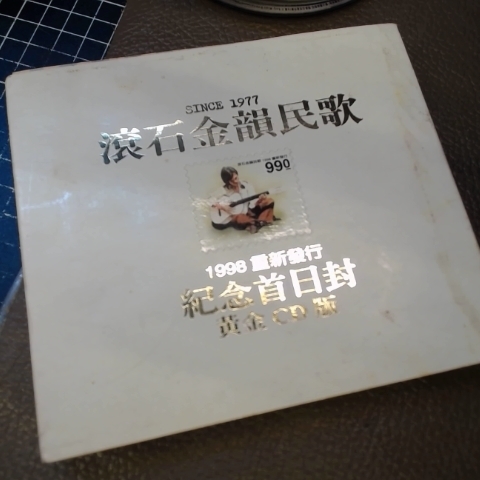 SINCE 1977
滾石金韻民歌
990
1998 重新發行
紀念首日封
黃金CD版